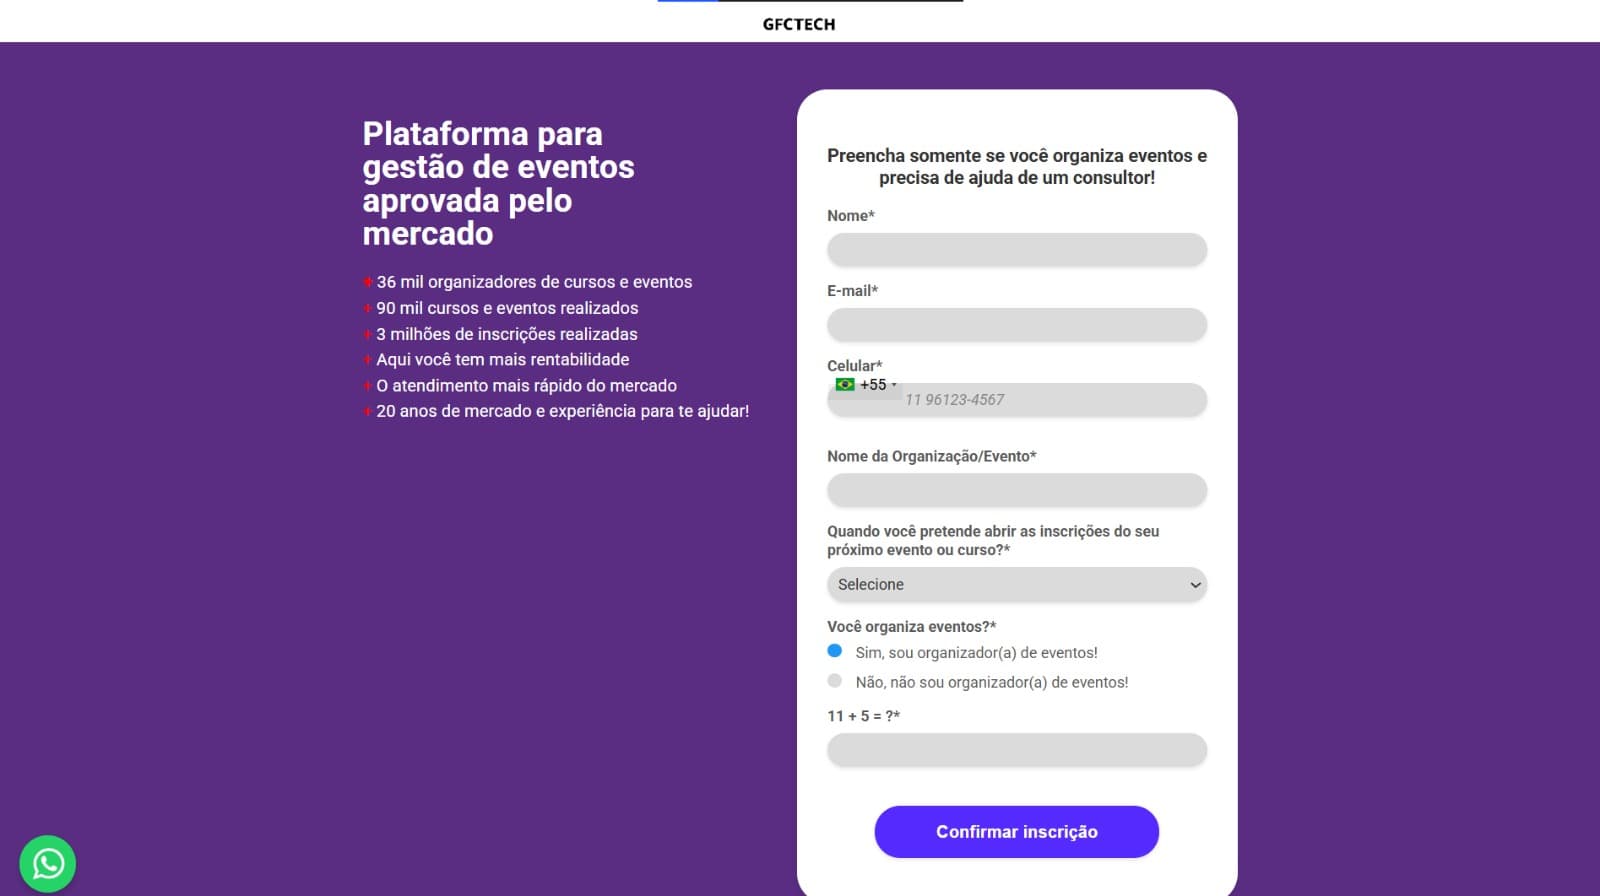 GFCTECH
Plataforma para
gestão de eventos
aprovada pelo
mercado
+ 36 mil organizadores de cursos e eventos
+ 90 mil cursos e eventos realizados
+ 3 milhões de inscrições realizadas
+ Aqui você tem mais rentabilidade
+ O atendimento mais rápido do mercado
+ 20 anos de mercado e experiência para te ajudar!
Preencha somente se você organiza eventos e
precisa de ajuda de um consultor!
Nome*
E-mail*
Celular*
+55
11 96123-4567
Nome da Organização/Evento*
Quando você pretende abrir as inscrições do seu
próximo evento ou curso?*
Selecione
Você organiza eventos?*
Sim, sou organizador(a) de eventos!
Não, não sou organizador(a) de eventos!
11 + 5 = ?*
Confirmar inscrição